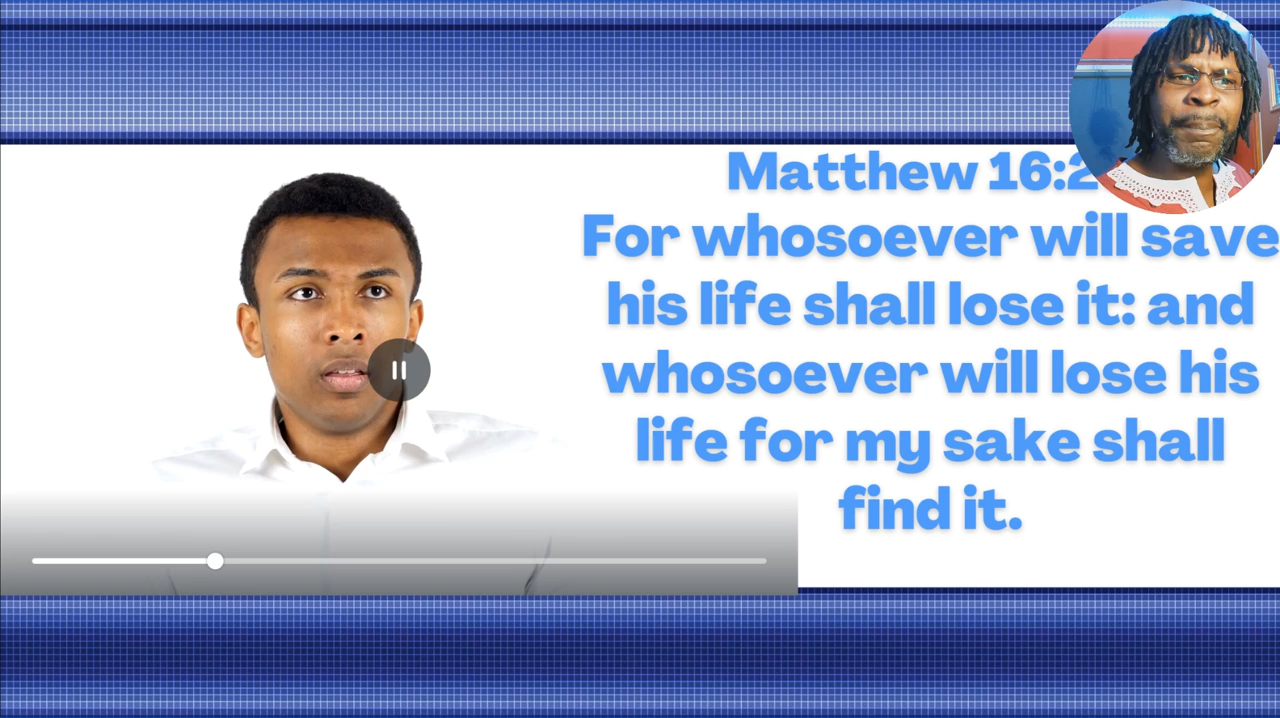 Matthew 16:2
For whosoever will save
his life shall lose it: and
whosoever will lose his
life for my sake shall
find it.